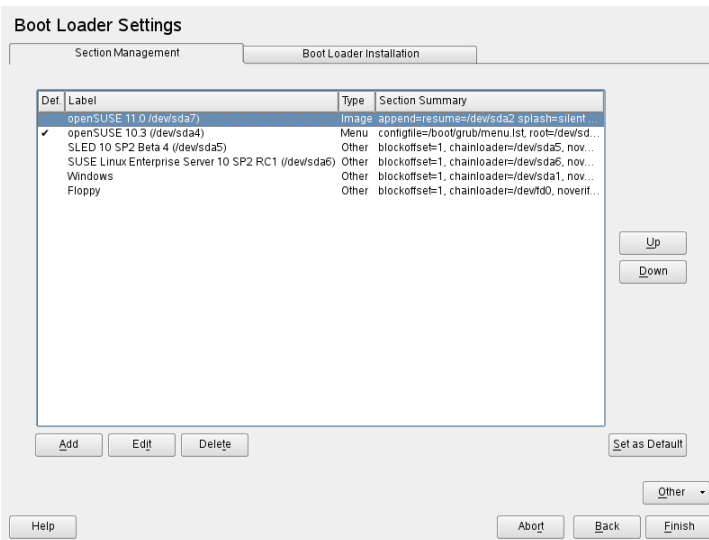 Boot Loader Settings
Section Management
Boot Loader Installation
Def. Label Type Section Summary
openSUSE 11.0 /dev/sda7) Image append=resume=/dev/sda2 splash=silent ...
✔ openSUSE 10.3 (/dev/sda4) Menu configfile=/boot/grub/menu.lst, root=/dev/sd...
SLED 10 SP2 Beta 4 (/dev/sda5) Other blockoffset=1, chainloader=/dev/sda5, nov...
SUSE Linux Enterprise Server 10 SP2 RC1 (/dev/sda6) Other blockoffset=1, chainloader=/dev/sda6, nov...
Windows Other blockoffset=1, chainloader=/dev/sda1, nov...
Floppy Other blockoffset=1, chainloader=/dev/fd0, noverif...
Up
Down
Add Edit Delete Set as Default
Other
Help Abort Back Finish